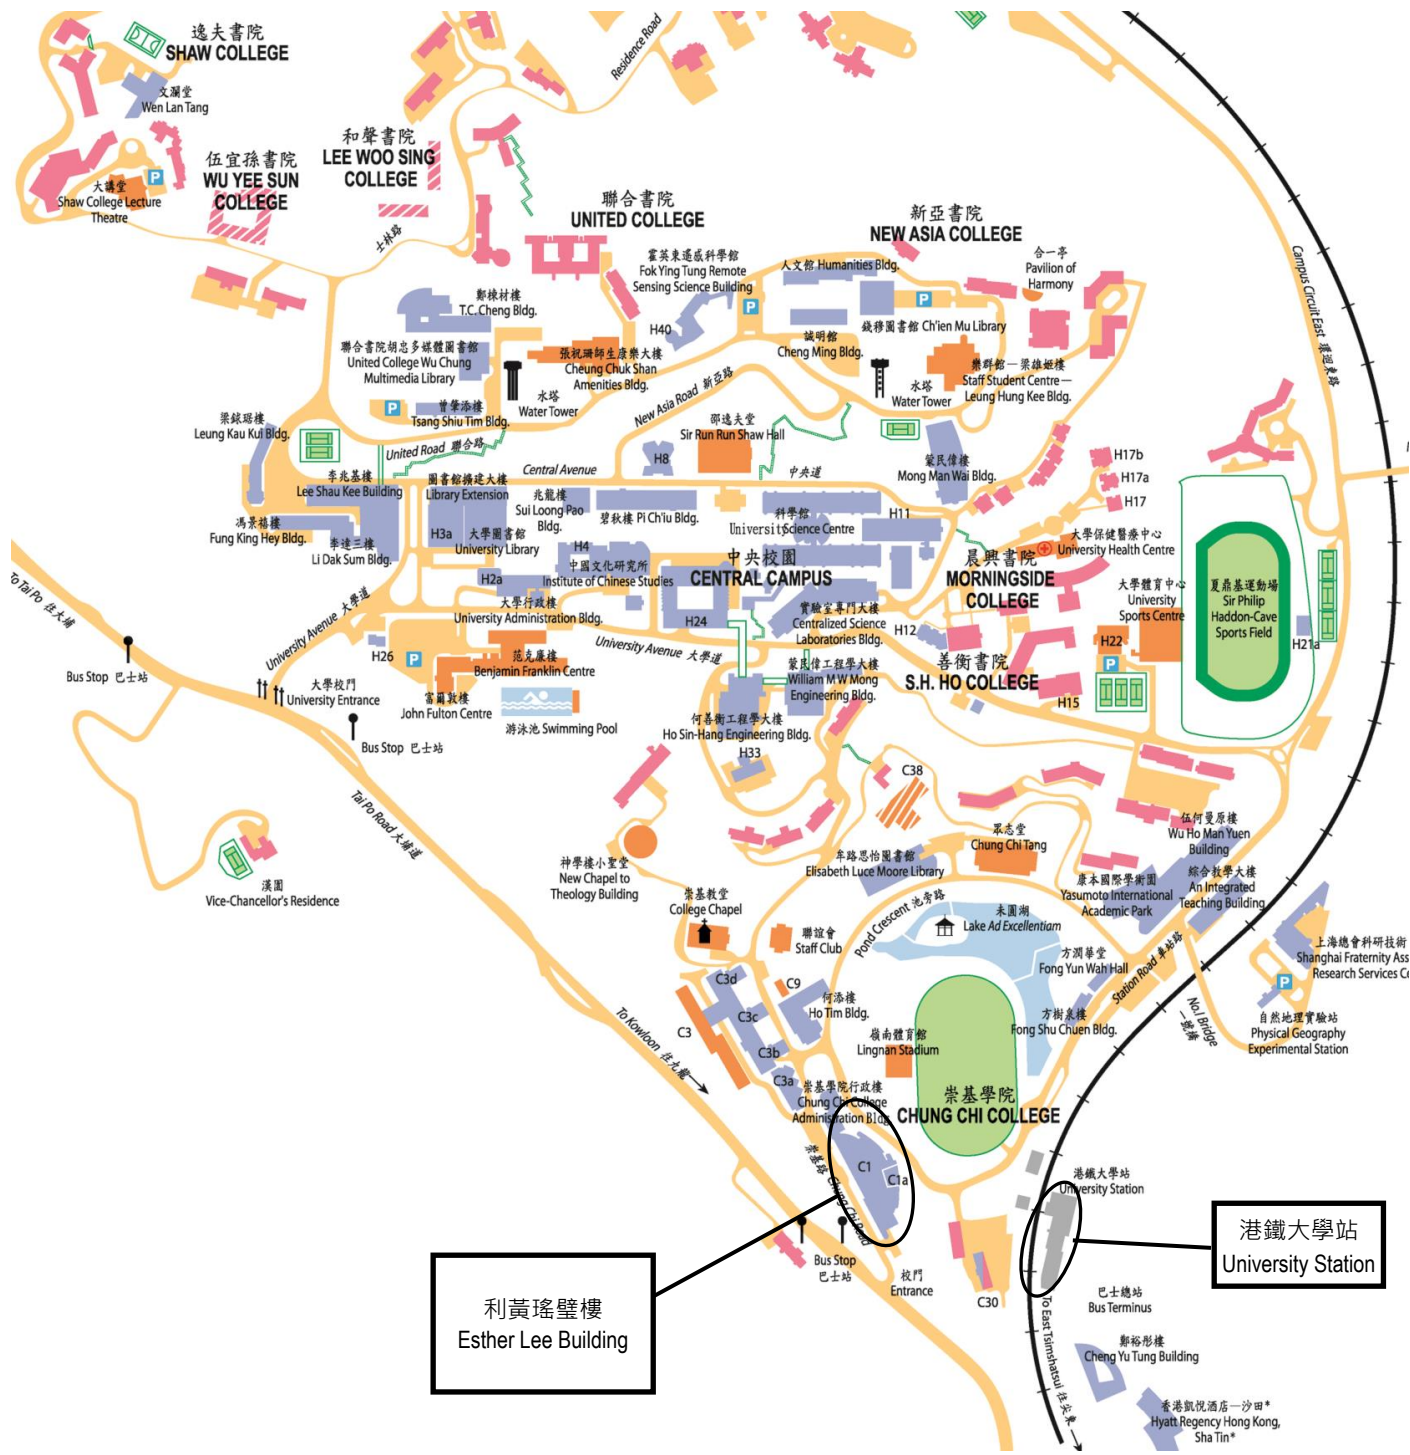 逸夫書院
SHAW COLLEGE
文瀾堂
Wen Lan Tang
大講堂
Shaw College Lecture
Theatre
P
伍宜孫書院
WU YEE SUN
COLLEGE
和聲書院
LEE WOO SING
COLLEGE
士林路
Residence Road
聯合書院
UNITED COLLEGE
新亞書院
NEW ASIA COLLEGE
霍英東遙感科學館
Fok Ying Tung Remote
Sensing Science Building
H40
P
人文館 Humanities Bldg.
P
合一亭
Pavilion of
Harmony
錢穆圖書館 Ch'ien Mu Library
誠明館
Cheng Ming Bldg.
樂群館—梁雄姬樓
Staff Student Centre—
Leung Hung Kee Bldg.
水塔
Water Tower
鄭棟材樓
T.C. Cheng Bldg.
聯合書院胡忠多媒體圖書館
United College Wu Chung
Multimedia Library
張祝珊師生康樂大樓
Cheung Chuk Shan
Amenities Bldg.
水塔
Water Tower
P
曾肇添樓
Tsang Shiu Tim Bldg.
New Asia Road 新亞路
United Road 聯合路
Campus Circuit East 環迴東路
梁銶琚樓
Leung Kau Kui Bldg.
李兆基樓
Lee Shau Kee Building
馮景禧樓
Fung King Hey Bldg.
李達三樓
Li Dak Sum Bldg.
圖書館擴建大樓
Library Extension
H3a
大學圖書館
University Library
Central Avenue
中央道
兆龍樓
Sui Loong Pao
Bldg.
碧秋樓 Pi Ch'iu Bldg.
H8
邵逸夫堂
Sir Run Run Shaw Hall
蒙民偉樓
Mong Man Wai Bldg.
科學館
University Science Centre
H11
H17b
H17a
H17
大學保健醫療中心
University Health Centre
H4
中國文化研究所
Institute of Chinese Studies
H2a
中央校園
CENTRAL CAMPUS
晨興書院
MORNINGSIDE
COLLEGE
大學體育中心
University
Sports Centre
夏鼎基運動場
Sir Philip
Haddon-Cave
Sports Field
H21a
H22
P
大學行政樓
University Administration Bldg.
H24
實驗室專門大樓
Centralized Science
Laboratories Bldg.
H12
善衡書院
S.H. HO COLLEGE
H15
University Avenue 大學道
University Avenue 大學道
H26
P
范克廉樓
Benjamin Franklin Centre
富爾敦樓
John Fulton Centre
游泳池 Swimming Pool
蒙民偉工程學大樓
William M W Mong
Engineering Bldg.
何善衡工程學大樓
Ho Sin-Hang Engineering Bldg.
H33
To Tai Po 往大埔
Bus Stop 巴士站
大學校門
University Entrance
Bus Stop 巴士站
Tai Po Road 大埔道
漢園
Vice-Chancellor's Residence
C38
眾志堂
Chung Chi Tang
牟路思怡圖書館
Elisabeth Luce Moore Library
伍何曼原樓
Wu Ho Man Yuen
Building
康本國際學術園
Yasumoto International
Academic Park
綜合教學大樓
An Integrated
Teaching Building
神學樓小聖堂
New Chapel to
Theology Building
崇基教堂
College Chapel
聯誼會
Staff Club
Pond Crescent 池旁路
未圓湖
Lake Ad Excellentiam
方潤華堂
Fong Yun Wah Hall
方樹泉樓
Fong Shu Chuen Bldg.
Station Road 車站路
No.1 Bridge
一號橋
上海總會科研技術
Shanghai Fraternity Ass
Research Services Ce
P
自然地理實驗站
Physical Geography
Experimental Station
C3d
C3c
C3b
C3a
C3
C9
何添樓
Ho Tim Bldg.
嶺南體育館
Lingnan Stadium
崇基學院
CHUNG CHI COLLEGE
崇基學院行政樓
Chung Chi College
Administration Bldg.
To Kowloon 往九龍
崇基路 Chung Chi Road
C1
C1a
港鐵大學站
University Station
港鐵大學站
University Station
Bus Stop
巴士站
校門
Entrance
C30
巴士總站
Bus Terminus
利黃瑤璧樓
Esther Lee Building
鄭裕彤樓
Cheng Yu Tung Building
To East Tsimshatsui 往尖東
香港凱悅酒店—沙田*
Hyatt Regency Hong Kong,
Sha Tin*